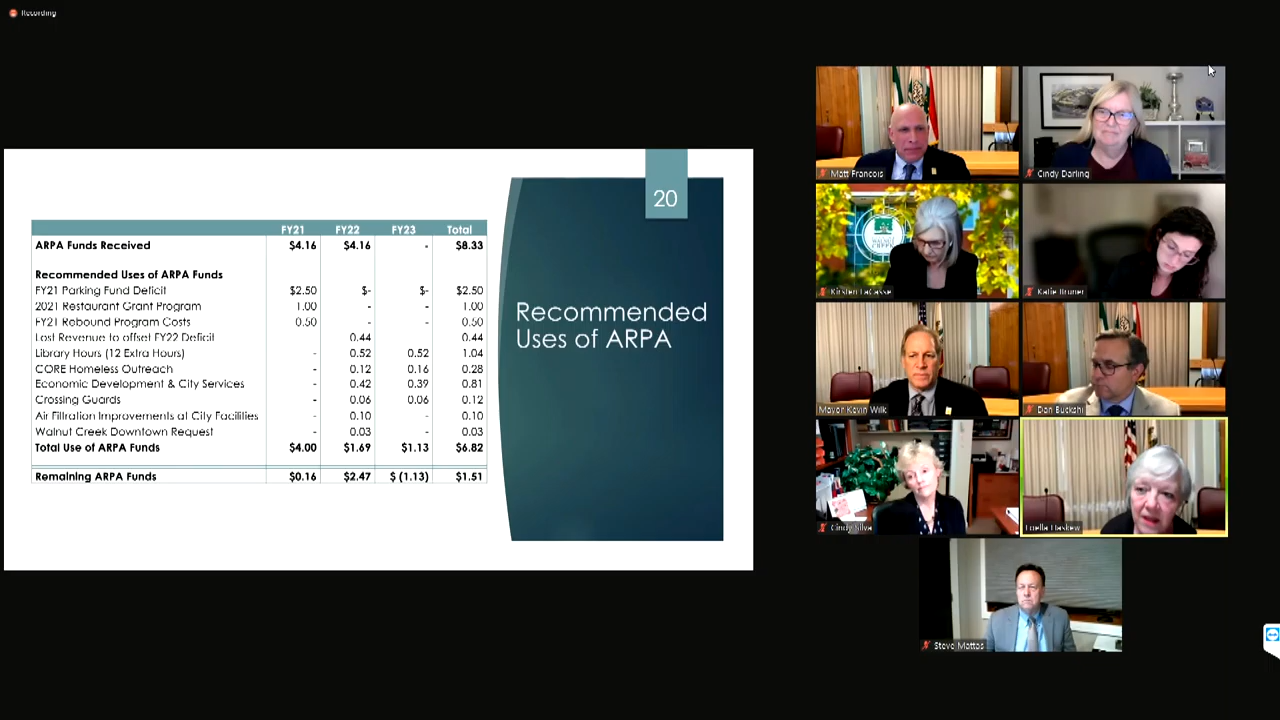 Recording
20
FY21 FY22 FY23 Total
ARPA Funds Received $4.16 $4.16 - $8.33
Recommended Uses of ARPA Funds
FY21 Parking Fund Deficit $2.50 $- $- $2.50
2021 Restaurant Grant Program 1.00 - - 1.00
FY21 Rebound Program Costs 0.50 - - 0.50
Lost Revenue to offset FY22 Deficit 0.44 0.44
Library Hours (12 Extra Hours) - 0.52 0.52 1.04
CORE Homeless Outreach - 0.12 0.16 0.28
Economic Development & City Services - 0.42 0.39 0.81
Crossing Guards - 0.06 0.06 0.12
Air Filtration Improvements at City Facilities - 0.10 - 0.10
Walnut Creek Downtown Request - 0.03 - 0.03
Total Use of ARPA Funds $4.00 $1.69 $1.13 $6.82
Remaining ARPA Funds $0.16 $2.47 $ (1.13) $1.51
Recommended
Uses of ARPA
Matt Francois
Cindy Darling
WALNUT
CREEK
Kirsten LaCasse
Katie Bruner
Mayor Kevin Wilk
Dan Buckshi
Cindy Silva
Loella Haskew
Steve Mattas